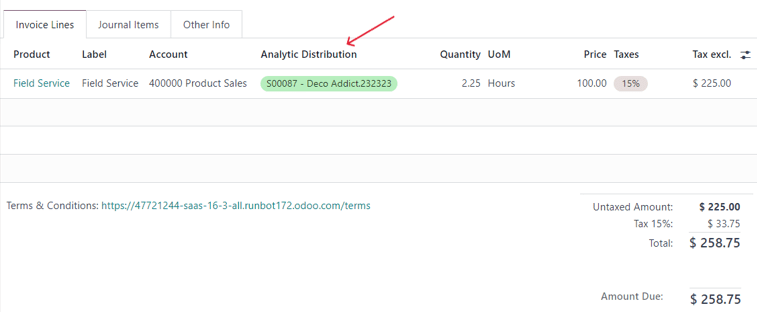 Invoice Lines Journal Items Other Info
Product Label Account Analytic Distribution Quantity UoM Price Taxes Tax excl.
Field Service Field Service 400000 Product Sales S00087 - Deco Addict.232323 2.25 Hours 100.00 15% $ 225.00
Terms & Conditions: https://47721244-saas-16-3-all.runbot172.odoo.com/terms
Untaxed Amount: $ 225.00
Tax 15%: $ 33.75
Total: $ 258.75
Amount Due: $ 258.75